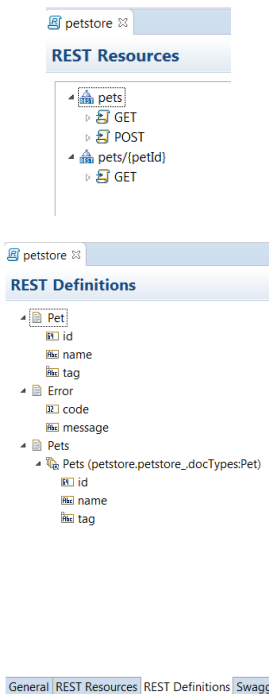 petstore
REST Resources
pets
GET
POST
pets/{petId}
GET
petstore
REST Definitions
Pet
id
name
tag
Error
code
message
Pets
Pets (petstore.petstore_.docTypes:Pet)
id
name
tag
General REST Resources REST Definitions Swagg